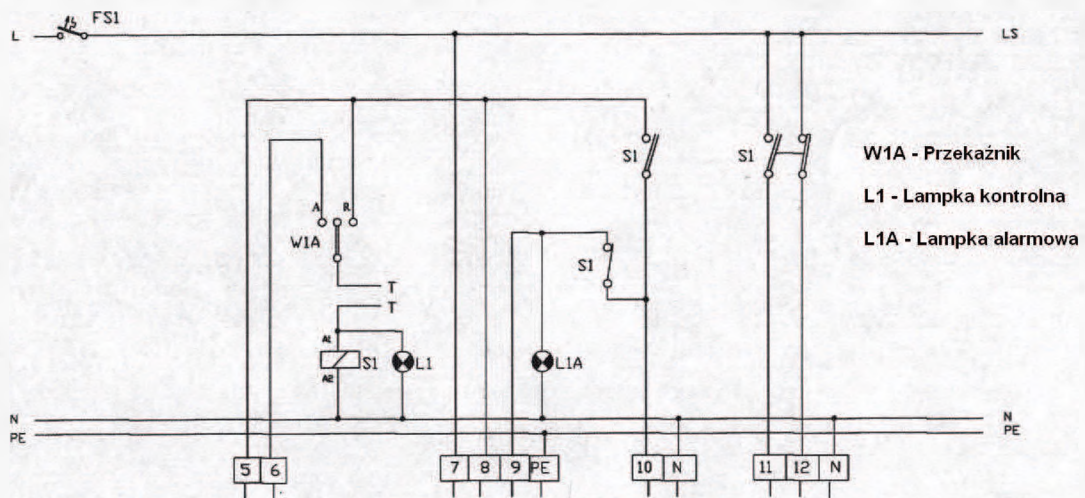 FS1
L LS
A R
W1A
T
T
A1
A2
S1 L1
S1
L1A
S1
S1
W1A - Przekaźnik
L1 - Lampka kontrolna
L1A - Lampka alarmowa
N N
PE PE
5 6 7 8 9 PE 10 N 11 12 N